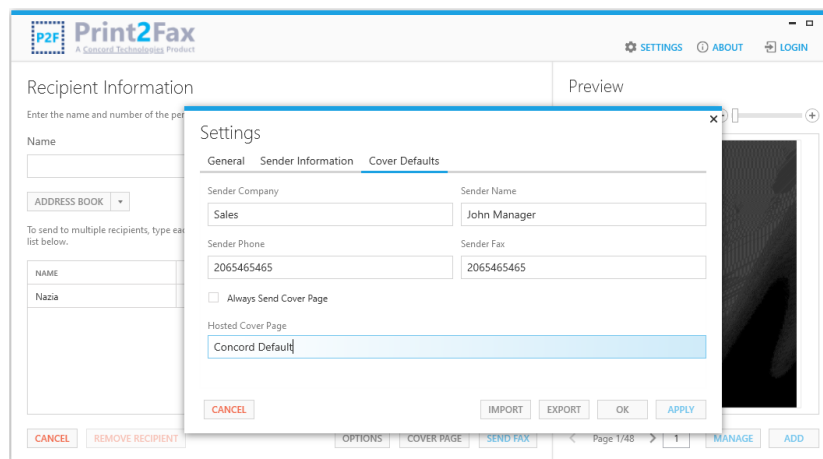 P2F Print2Fax
A Concord Technologies Product
SETTINGS ABOUT LOGIN
Recipient Information
Preview
Enter the name and number of the per
Name
ADDRESS BOOK
To send to multiple recipients, type eac
list below.
NAME
Nazia
Settings
General Sender Information Cover Defaults
Sender Company Sender Name
Sales John Manager
Sender Phone Sender Fax
2065465465 2065465465
Always Send Cover Page
Hosted Cover Page
Concord Default
CANCEL IMPORT EXPORT OK APPLY
CANCEL REMOVE RECIPIENT OPTIONS COVER PAGE SEND FAX Page 1/48 1 MANAGE ADD